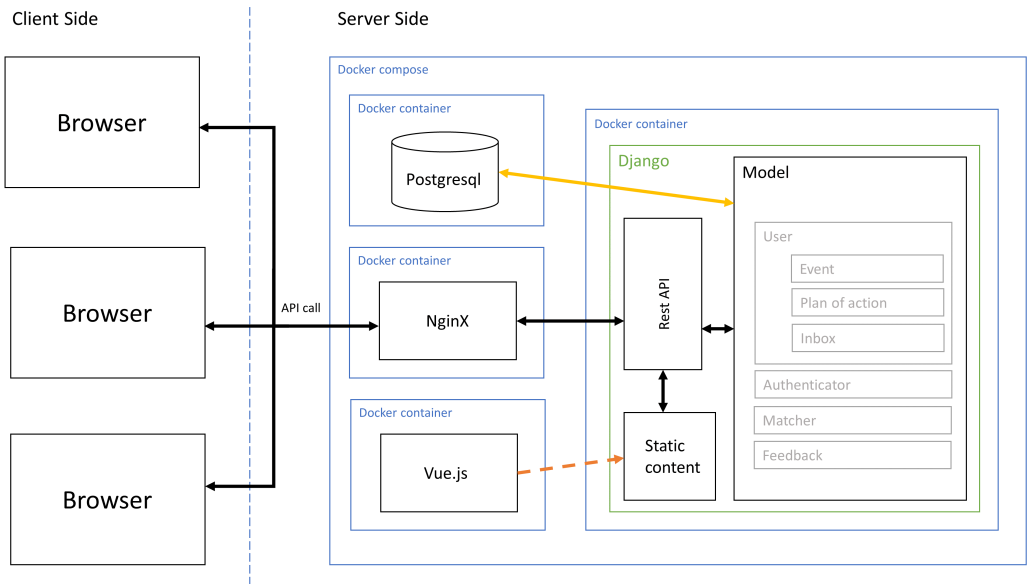 Client Side
Server Side
Browser
Browser
Browser
API call
Docker compose
Docker container
Postgresql
Docker container
NginX
Docker container
Vue.js
Docker container
Django
Rest API
Static
content
Model
User
Event
Plan of action
Inbox
Authenticator
Matcher
Feedback